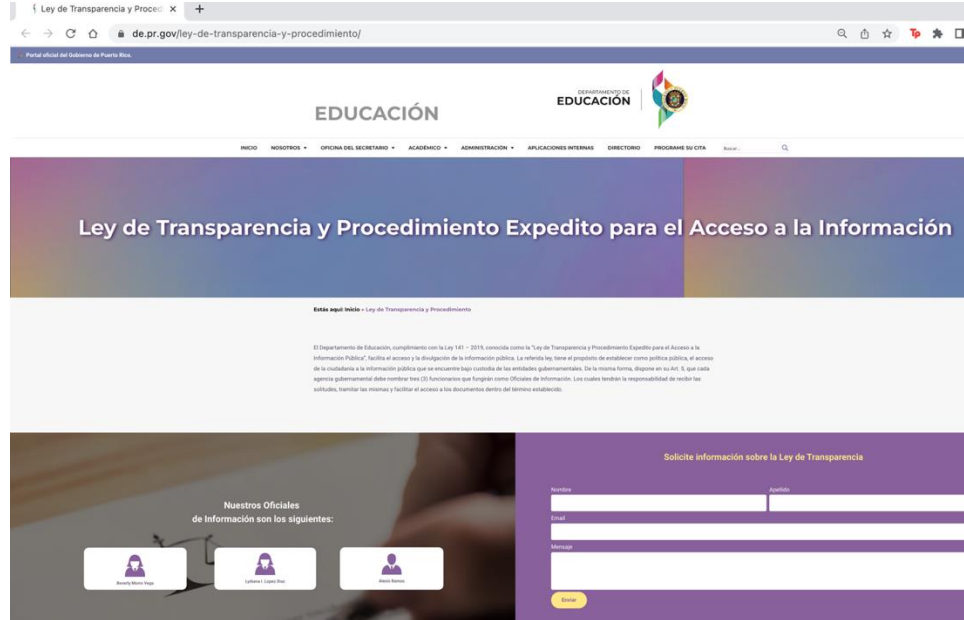 Ley de Transparencia y Proced
de.pr.gov/ley-de-transparencia-y-procedimiento/
Portal oficial del Gobierno de Puerto Rico.
EDUCACIÓN
DEPARTAMENTO DE
EDUCACIÓN
INICIO NOSOTROS OFICINA DEL SECRETARIO ACADÉMICO ADMINISTRACIÓN APLICACIONES INTERNAS DIRECTORIO PROGRAME SU CITA Buscar...
Ley de Transparencia y Procedimiento Expedito para el Acceso a la Información
Estás aquí: Inicio » Ley de Transparencia y Procedimiento
El Departamento de Educación, cumplimiento con la Ley 141 – 2019, conocida como la "Ley de Transparencia y Procedimiento Expedito para el Acceso a la
Información Pública", facilita el acceso y la divulgación de la información pública. La referida ley, tiene el propósito de establecer como política pública, el acceso
de la ciudadanía a la información pública que se encuentre bajo custodia de las entidades gubernamentales. De la misma forma, dispone en su Art. 5, que cada
agencia gubernamental debe nombrar tres (3) funcionarios que fungirán como Oficiales de Información. Los cuales tendrán la responsabilidad de recibir las
solitudes, tramitar las mismas y facilitar el acceso a los documentos dentro del término establecido.
Nuestros Oficiales
de Información son los siguientes:
Beverly Morro Vega
Lydiana I. López Díaz
Alexis Ramos
Solicite información sobre la Ley de Transparencia
Nombre Apellido
Email
Mensaje
Enviar